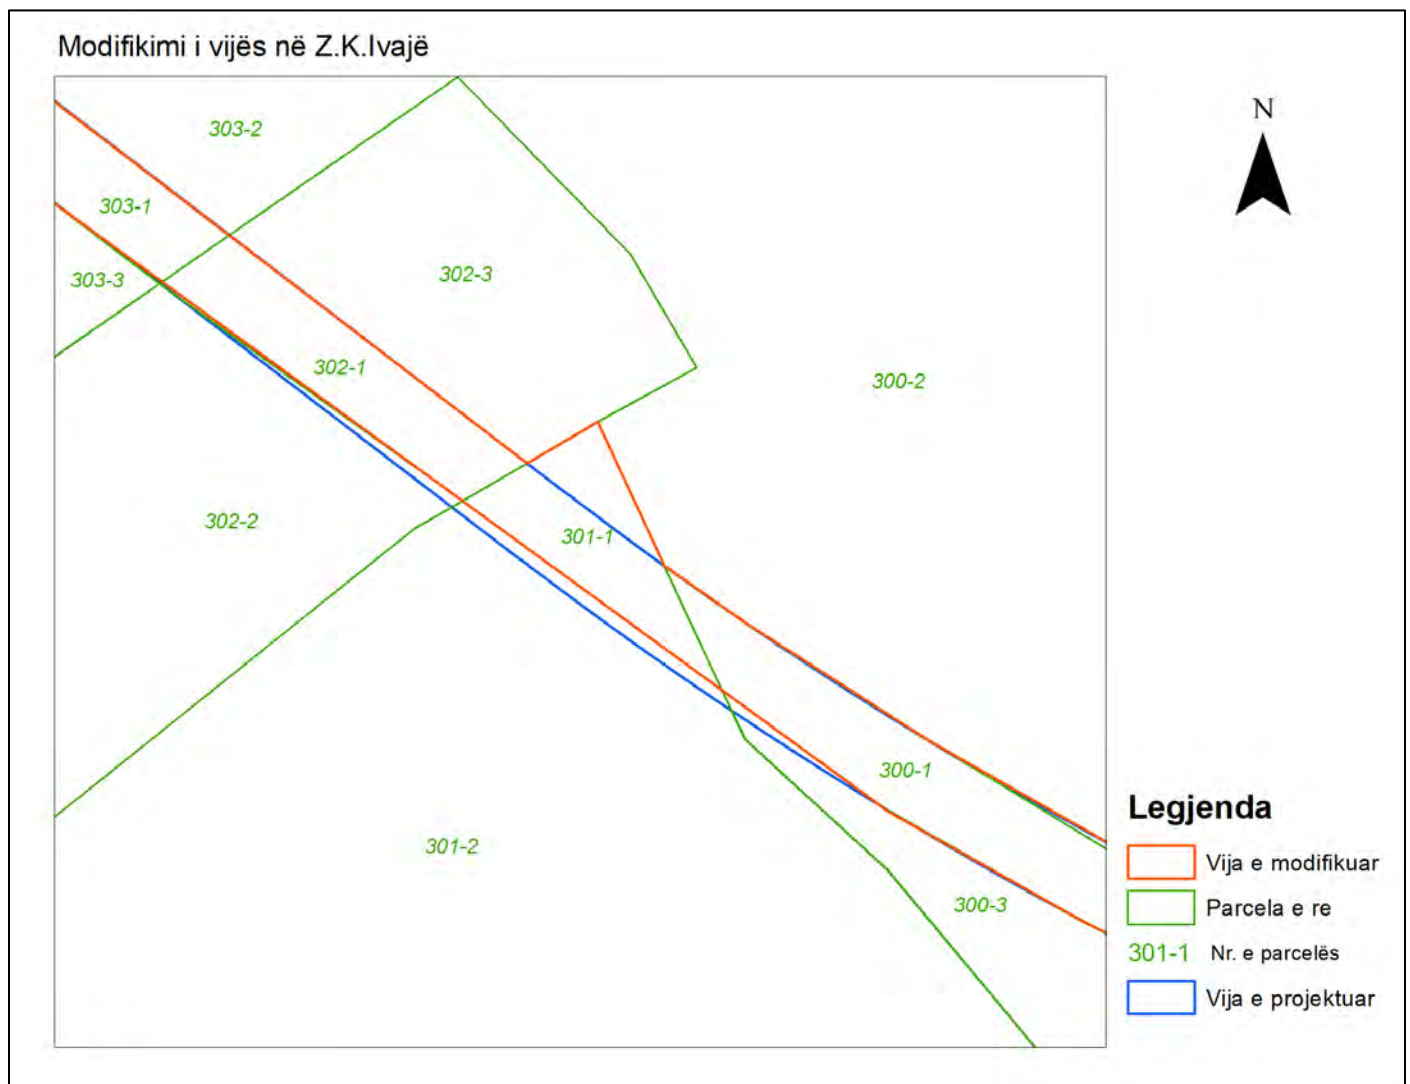 Modifikimi i vijës në Z.K.Ivajë
N
303-2
303-1
303-3
302-3
302-1
300-2
302-2
301-1
300-1
301-2
300-3
Legjenda
Vija e modifikuar
Parcela e re
301-1 Nr. e parcelës
Vija e projektuar